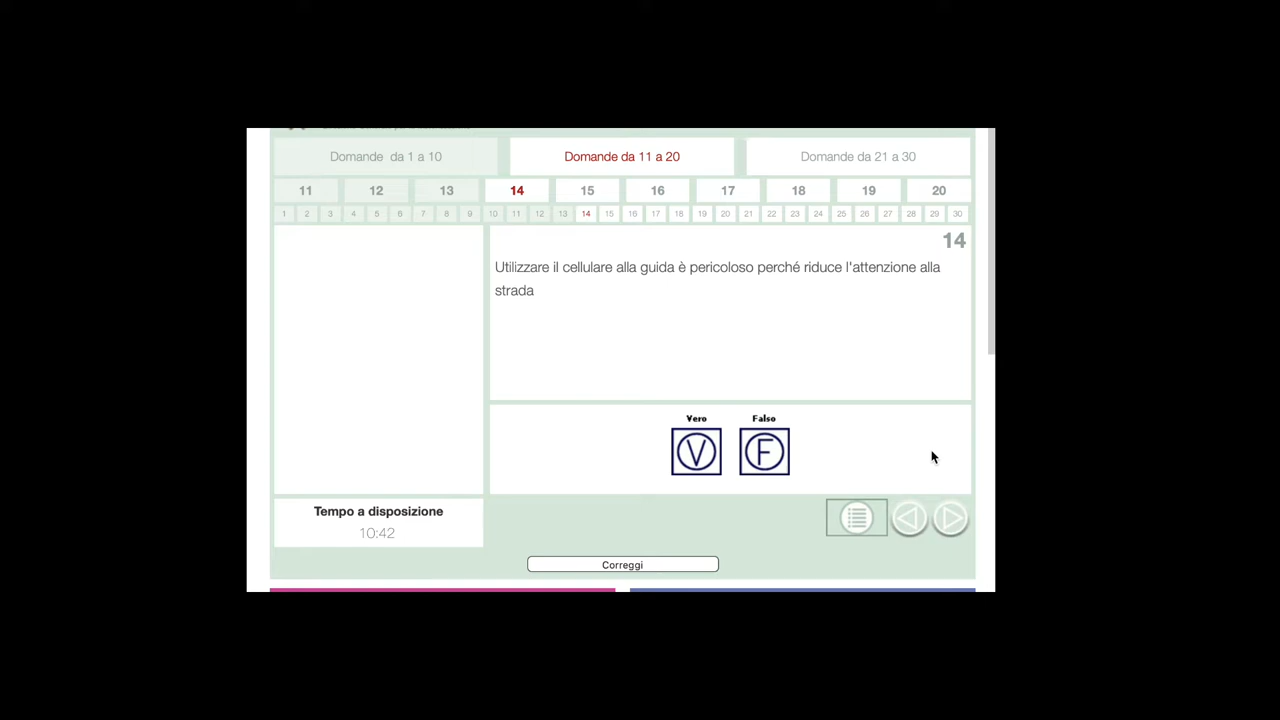 Domande da 1 a 10 Domande da 11 a 20 Domande da 21 a 30
11 12 13 14 15 16 17 18 19 20
1 2 3 4 5 6 7 8 9 10 11 12 13 14 15 16 17 18 19 20 21 22 23 24 25 26 27 28 29 30
14
Utilizzare il cellulare alla guida è pericoloso perché riduce l'attenzione alla
strada
Vero Falso
V F
Tempo a disposizione
10:42
Correggi